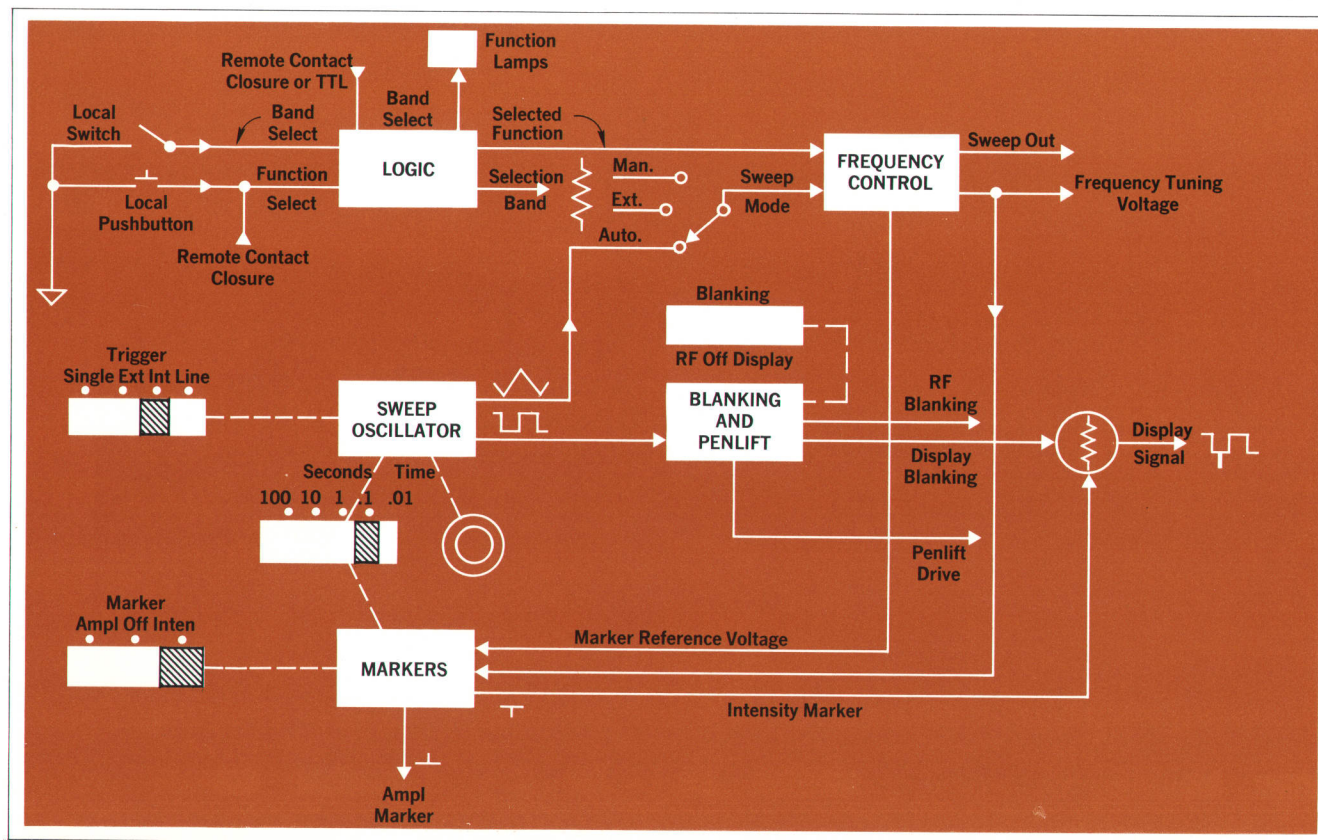 Remote Contact
Closure or TTL
Function
Lamps
Local
Switch
Band
Select
Band
Select
Selected
Function
LOGIC
Function
Select
Local
Pushbutton
Remote Contact
Closure
Selection
Band
Man.
Ext.
Auto.
Sweep
Mode
FREQUENCY
CONTROL
Sweep Out
Frequency Tuning
Voltage
Blanking
RF Off Display
Trigger
Single Ext Int Line
SWEEP
OSCILLATOR
BLANKING
AND
PENLIFT
RF
Blanking
Display
Blanking
Display
Signal
Seconds Time
100 10 1 .1 .01
Penlift
Drive
Marker
Ampl Off Inten
MARKERS
Marker Reference Voltage
Intensity Marker
Ampl
Marker